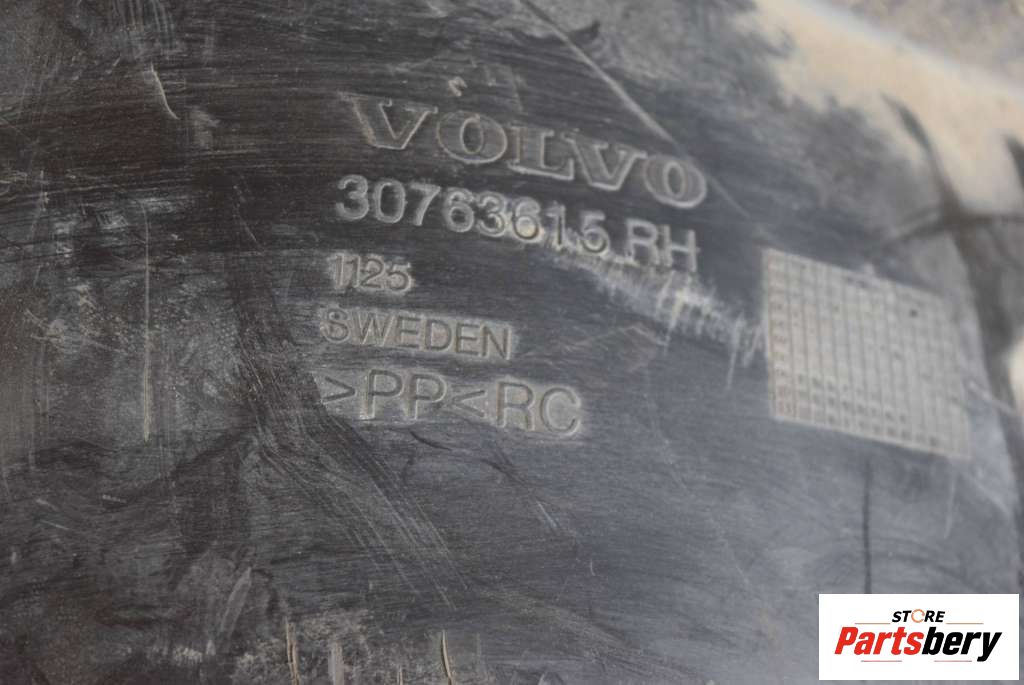 VOLVO
30763615 RH
1125
SWEDEN
>PP< RC
STORE
Partsbery